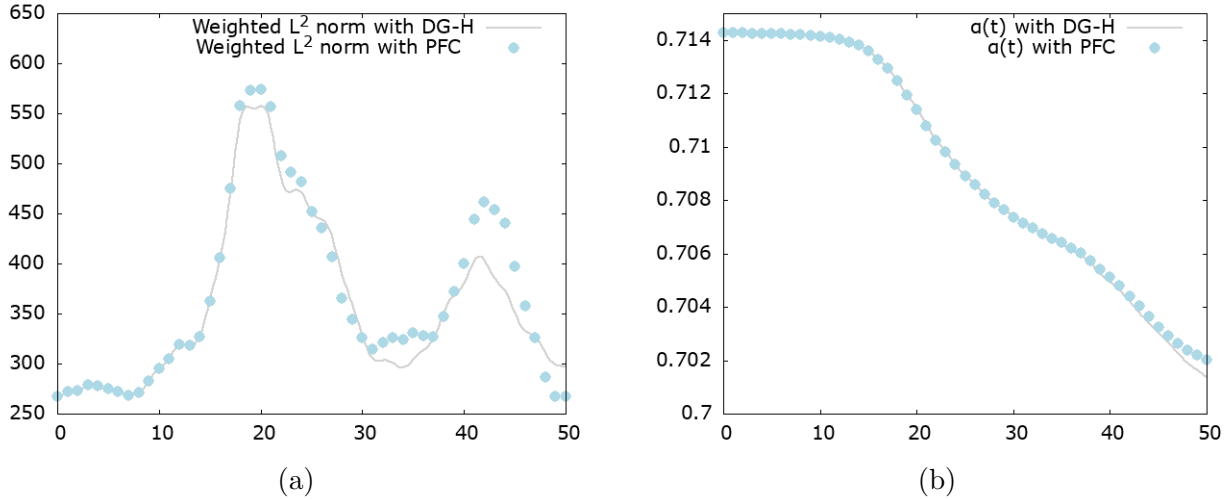 650
600
550
500
450
400
350
300
250
0 10 20 30 40 50
Weighted L² norm with DG-H
Weighted L² norm with PFC
(a)
0.714
0.712
0.71
0.708
0.706
0.704
0.702
0.7
0 10 20 30 40 50
a(t) with DG-H
a(t) with PFC
(b)